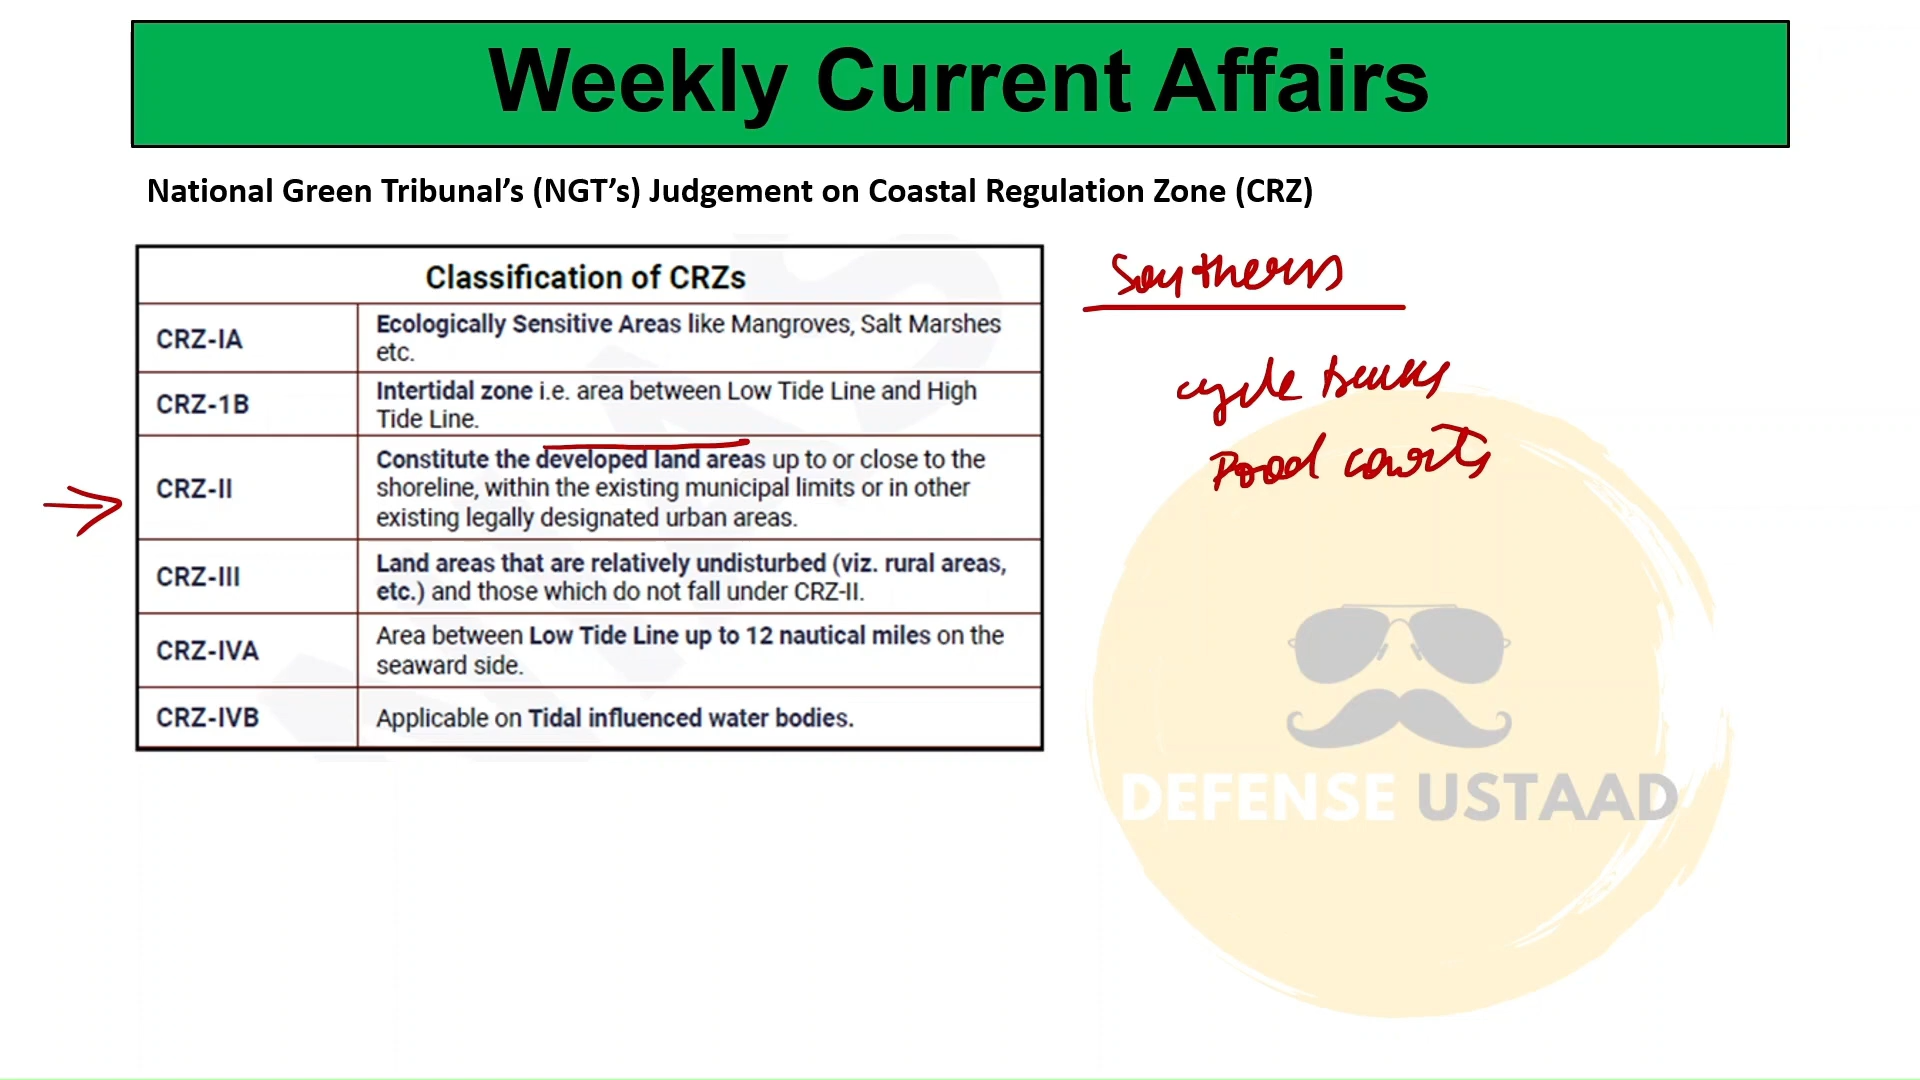 Weekly Current Affairs
National Green Tribunal’s (NGT’s) Judgement on Coastal Regulation Zone (CRZ)
Classification of CRZs
CRZ-IA
Ecologically Sensitive Areas like Mangroves, Salt Marshes
etc.
CRZ-1B
Intertidal zone i.e. area between Low Tide Line and High
Tide Line.
CRZ-II
Constitute the developed land areas up to or close to the
shoreline, within the existing municipal limits or in other
existing legally designated urban areas.
CRZ-III
Land areas that are relatively undisturbed (viz. rural areas,
etc.) and those which do not fall under CRZ-II.
CRZ-IVA
Area between Low Tide Line up to 12 nautical miles on the
seaward side.
CRZ-IVB
Applicable on Tidal influenced water bodies.
Southern
cycle
Food courts
DEFENSE USTAAD